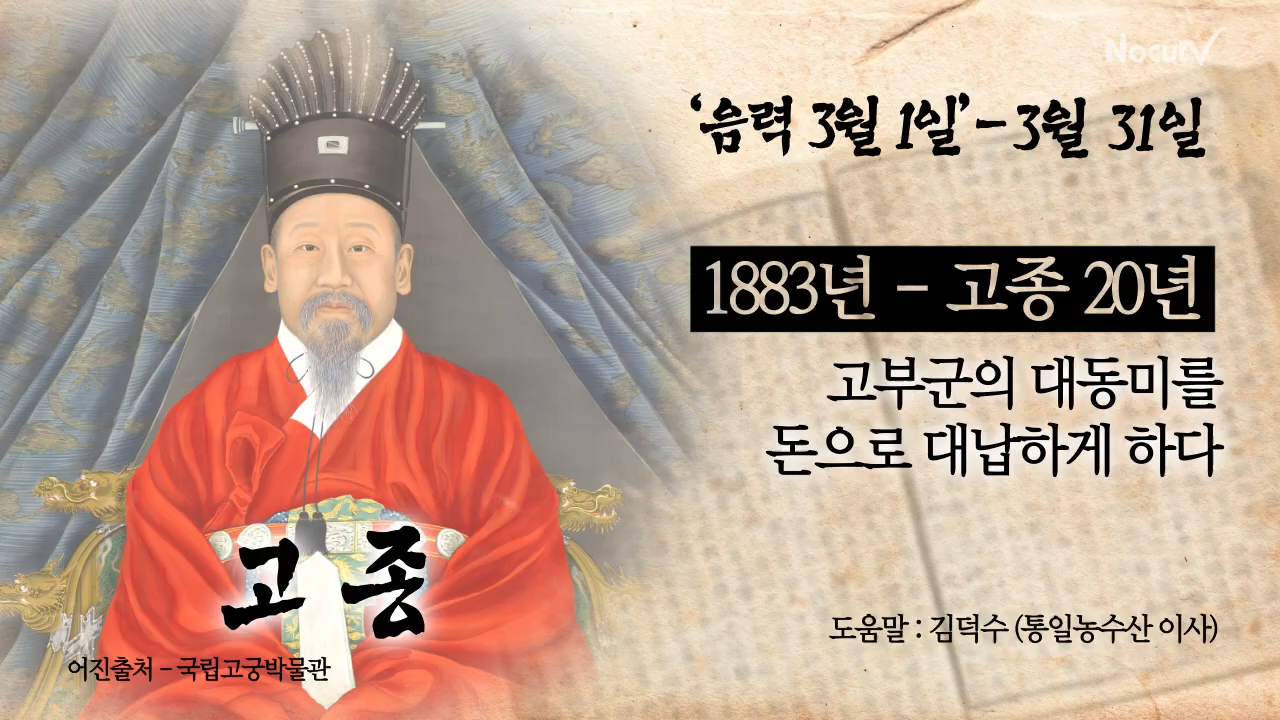 NocuTV
‘음력 3월 1일’- 3월 31일
1883년 - 고종 20년
고부군의 대동미를
돈으로 대납하게 하다
고종
도움말 : 김덕수 (통일농수산 이사)
어진출처 - 국립고궁박물관